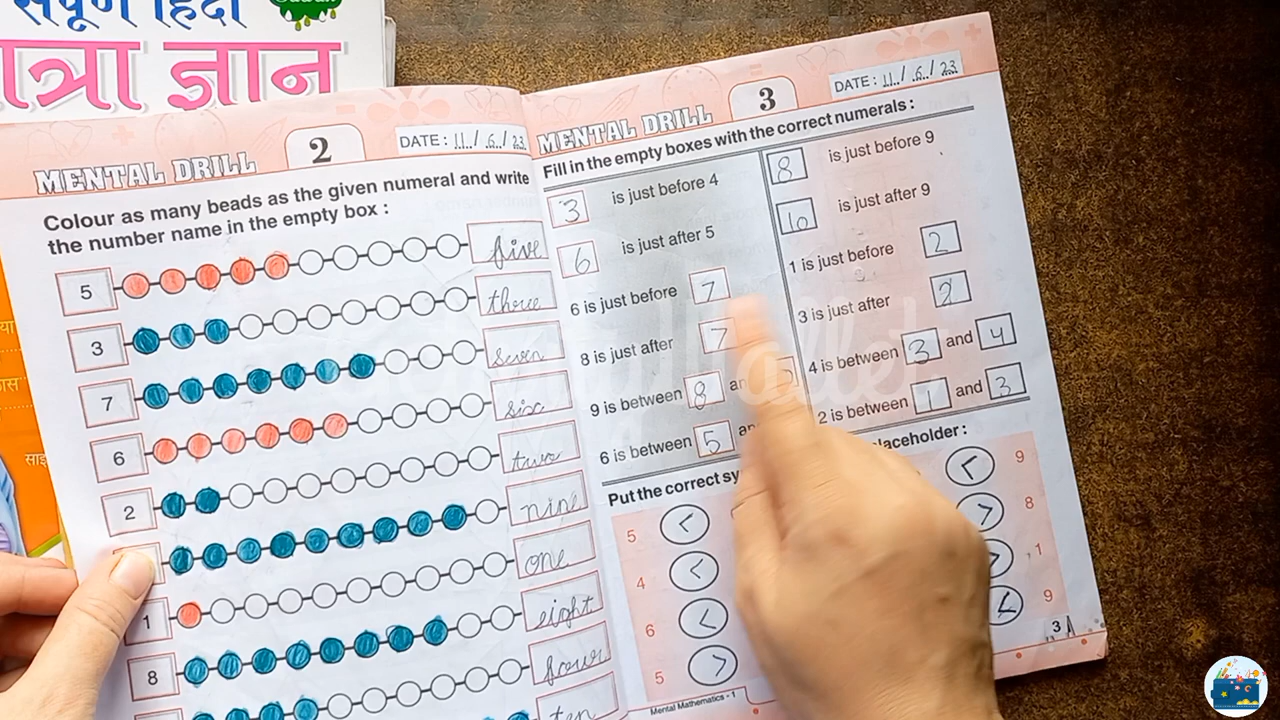 संपूर्ण हिंदी
मात्रा ज्ञान
MENTAL DRILL 2 DATE : 11 / 6 / 23
Colour as many beads as the given numeral and write
the number name in the empty box :
5 five
3 three
7 seven
6 six
2 two
nine
1 one
8 eight
four
ten
MENTAL DRILL 3 DATE : 11 / 6 / 23
Fill in the empty boxes with the correct numerals :
3 is just before 4
6 is just after 5
6 is just before 7
8 is just after 7
9 is between 8 an
6 is between 5 an
8 is just before 9
10 is just after 9
1 is just before 2
3 is just after 2
4 is between 3 and 4
2 is between 1 and 3
Put the correct sy placeholder :
5 <
4 <
6 <
5 >
< 9
> 8
> 1
< 9
Mental Mathematics - 1
3